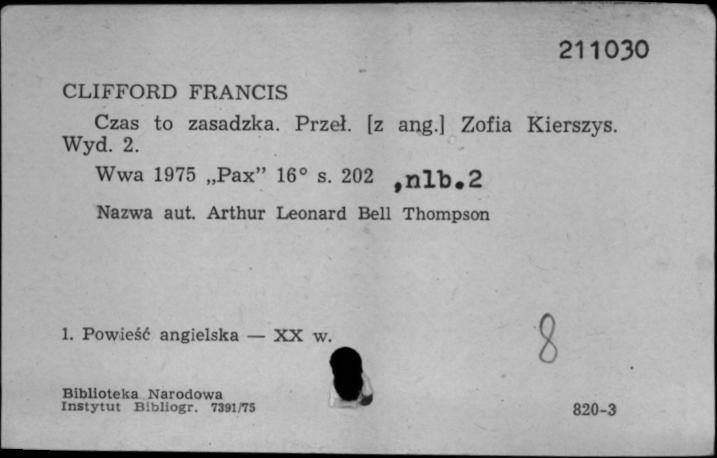 211030
CLIFFORD FRANCIS
Czas to zasadzka. Przeł. [z ang.] Zofia Kierszys.
Wyd. 2.
Wwa 1975 „Pax” 16° s. 202 ,nlb.2
Nazwa aut. Arthur Leonard Bell Thompson
1. Powieść angielska — XX w.
8
Biblioteka Narodowa
Instytut Bibliogr. 7391/75
820-3